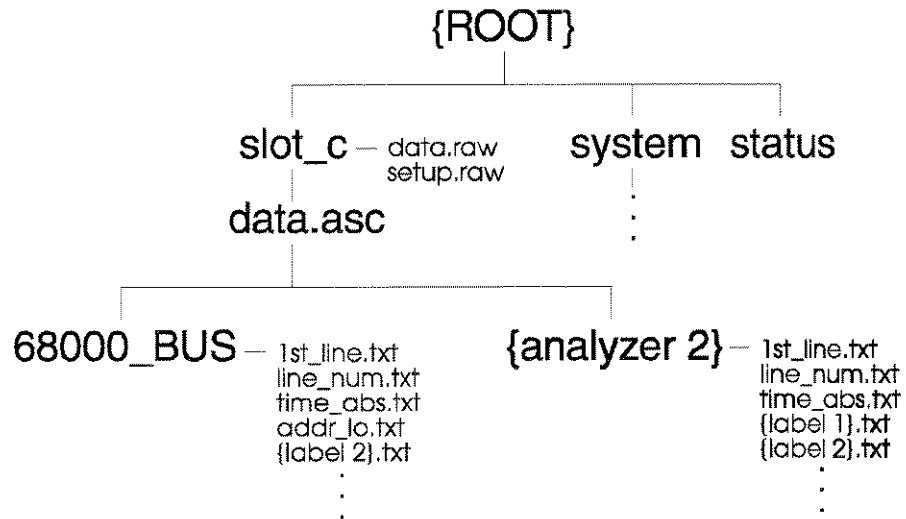 {ROOT}
slot_c – data.raw
setup.raw
system
status
data.asc
68000_BUS – 1st_line.txt
line_num.txt
time_abs.txt
addr_lo.txt
{label 2}.txt
{analyzer 2} – 1st_line.txt
line_num.txt
time_abs.txt
{label 1}.txt
{label 2}.txt